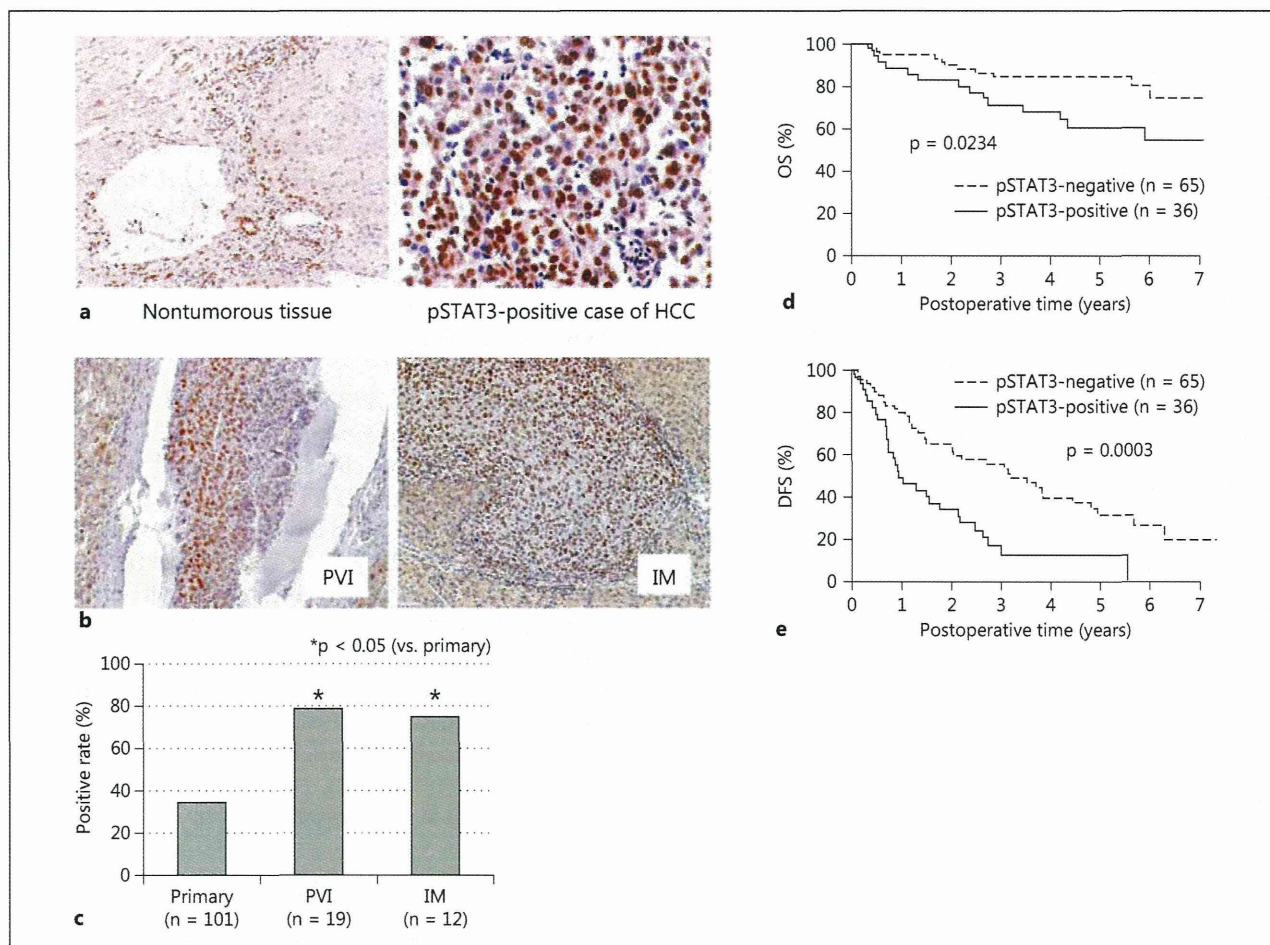 a
Nontumorous tissue
pSTAT3-positive case of HCC
PVI
IM
b
*p < 0.05 (vs. primary)
Positive rate (%)
100
80
60
40
20
0
*
*
Primary
(n = 101)
PVI
(n = 19)
IM
(n = 12)
c
OS (%)
100
80
60
40
20
0
p = 0.0234
pSTAT3-negative (n = 65)
pSTAT3-positive (n = 36)
0 1 2 3 4 5 6 7
Postoperative time (years)
d
DFS (%)
100
80
60
40
20
0
pSTAT3-negative (n = 65)
pSTAT3-positive (n = 36)
p = 0.0003
0 1 2 3 4 5 6 7
Postoperative time (years)
e